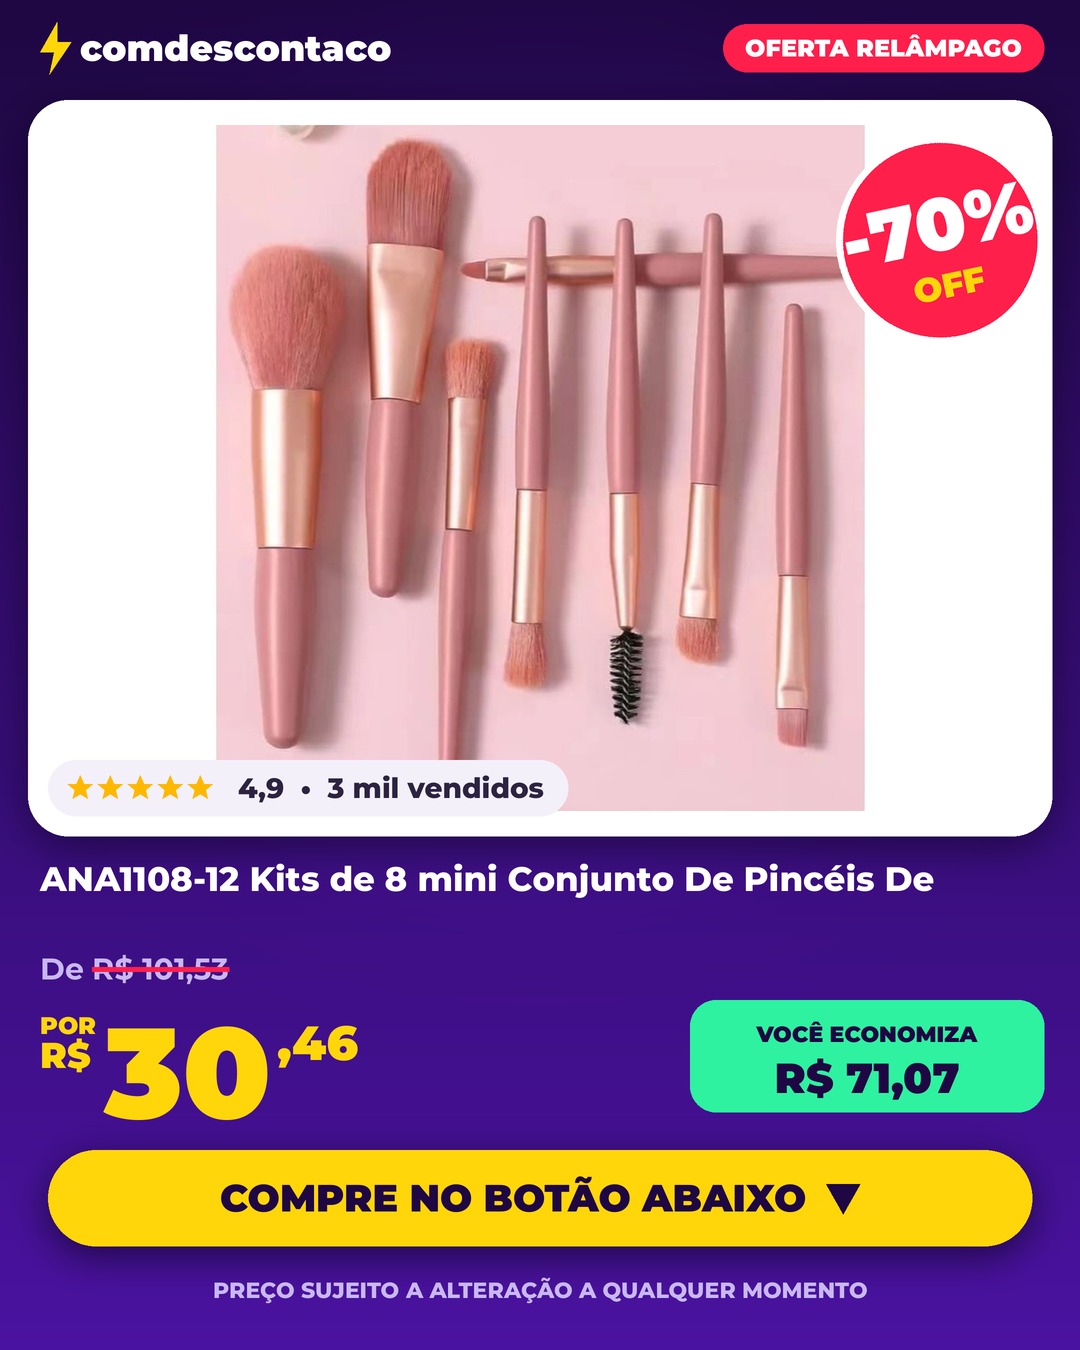 comdescontaco
OFERTA RELÂMPAGO
-70%
OFF
4,9 • 3 mil vendidos
ANA1108-12 Kits de 8 mini Conjunto De Pincéis De
De R$ 101,53
POR
R$ 30,46
VOCÊ ECONOMIZA
R$ 71,07
COMPRE NO BOTÃO ABAIXO ▼
PREÇO SUJEITO A ALTERAÇÃO A QUALQUER MOMENTO